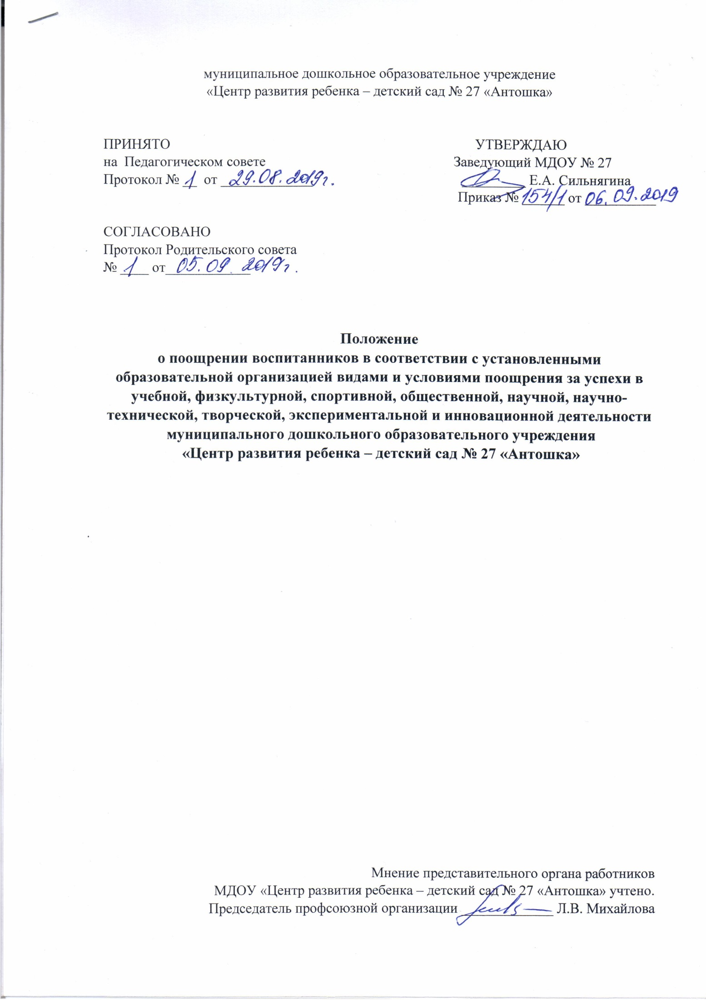 муниципальное дошкольное образовательное учреждение
«Центр развития ребенка – детский сад № 27 «Антошка»
ПРИНЯТО
на Педагогическом совете
Протокол № 1 от 29.08.2019г.
УТВЕРЖДАЮ
Заведующий МДОУ № 27
Е.А. Сильнягина
Приказ № 154/1 от 06.09.2019
СОГЛАСОВАНО
Протокол Родительского совета
№ 1 от 05.09.2019г.
Положение
о поощрении воспитанников в соответствии с установленными
образовательной организацией видами и условиями поощрения за успехи в
учебной, физкультурной, спортивной, общественной, научной, научно-
технической, творческой, экспериментальной и инновационной деятельности
муниципального дошкольного образовательного учреждения
«Центр развития ребенка – детский сад № 27 «Антошка»
Мнение представительного органа работников
МДОУ «Центр развития ребенка – детский сад № 27 «Антошка» учтено.
Председатель профсоюзной организации Л.В. Михайлова